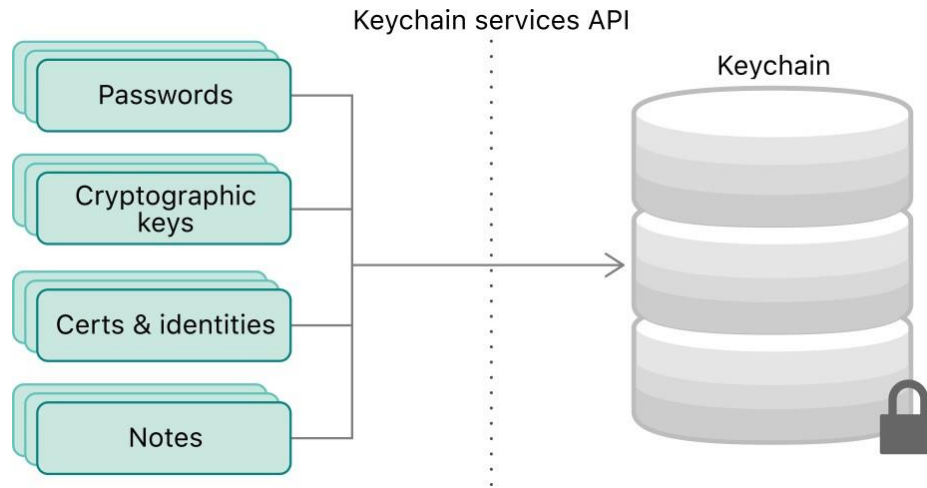 Keychain services API
Keychain
Passwords
Cryptographic
keys
Certs & identities
Notes